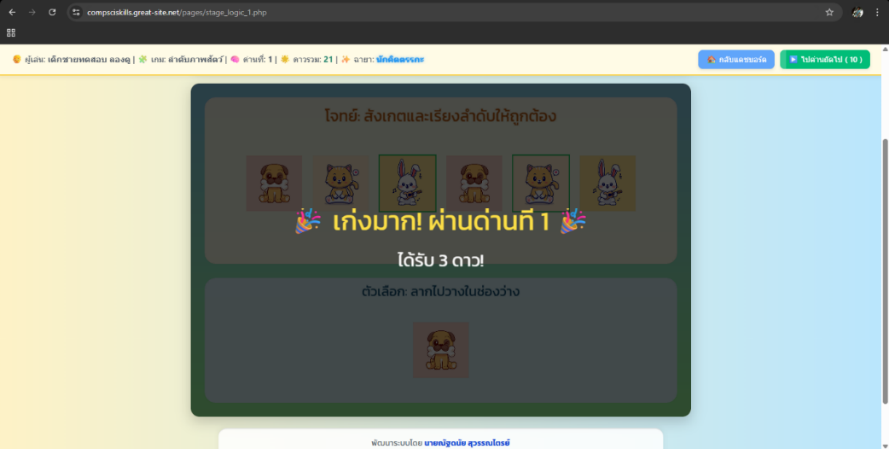 compsciskills.great-site.net/pages/stage_logic_1.php
ผู้เล่น: เด็กชายทดสอบ ลองดู | เกม: ลำดับภาพสัตว์ | ด่านที่: 1 | ดาวรวม: 21 | ฉายา: นักคิดตรรกะ
กลับแดชบอร์ด
ไปด่านถัดไป ( 10 )
โจทย์: สังเกตและเรียงลำดับให้ถูกต้อง
เก่งมาก! ผ่านด่านที่ 1
ได้รับ 3 ดาว!
ตัวเลือก: ลากไปวางในช่องว่าง
พัฒนาระบบโดย นายณัฐดนัย สุวรรณไตรย์